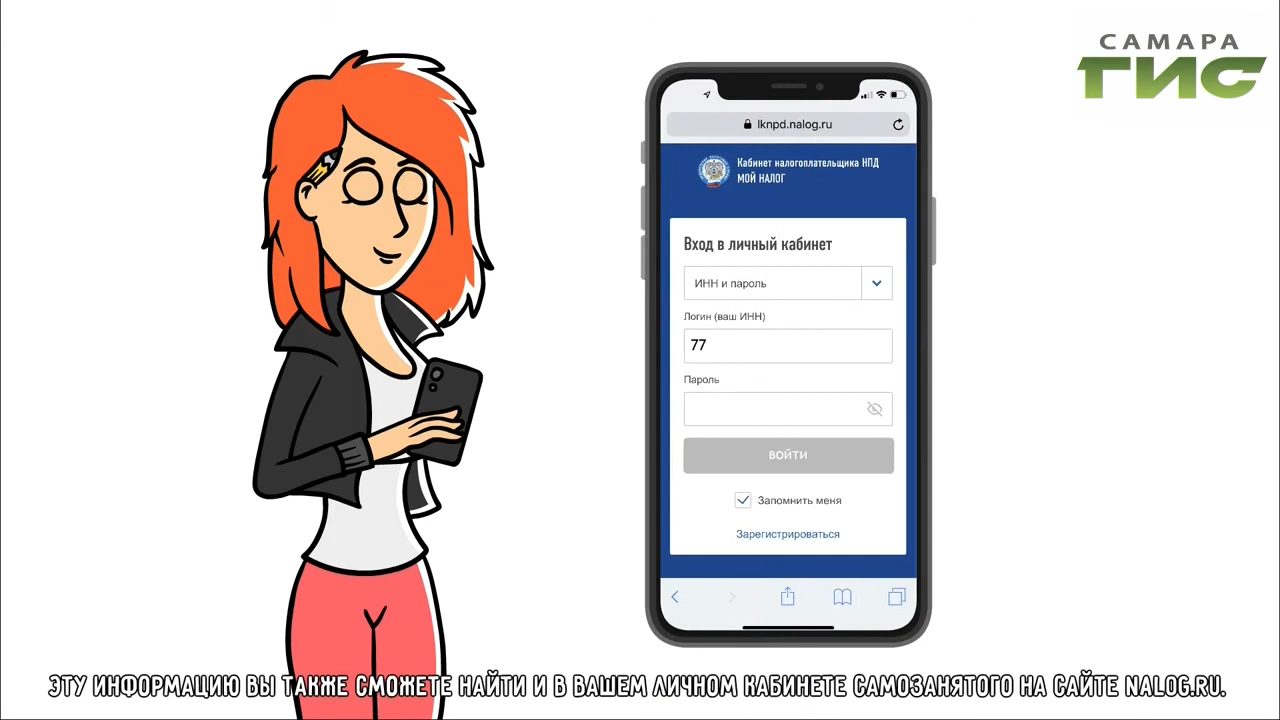 САМАРА
ГИС
lknpd.nalog.ru
Кабинет налогоплательщика НПД
МОЙ НАЛОГ
Вход в личный кабинет
ИНН и пароль
Логин (ваш ИНН)
77
Пароль
ВОЙТИ
Запомнить меня
Зарегистрироваться
ЭТУ ИНФОРМАЦИЮ ВЫ ТАКЖЕ СМОЖЕТЕ НАЙТИ И В ВАШЕМ ЛИЧНОМ КАБИНЕТЕ САМОЗАНЯТОГО НА САЙТЕ NALOG.RU.